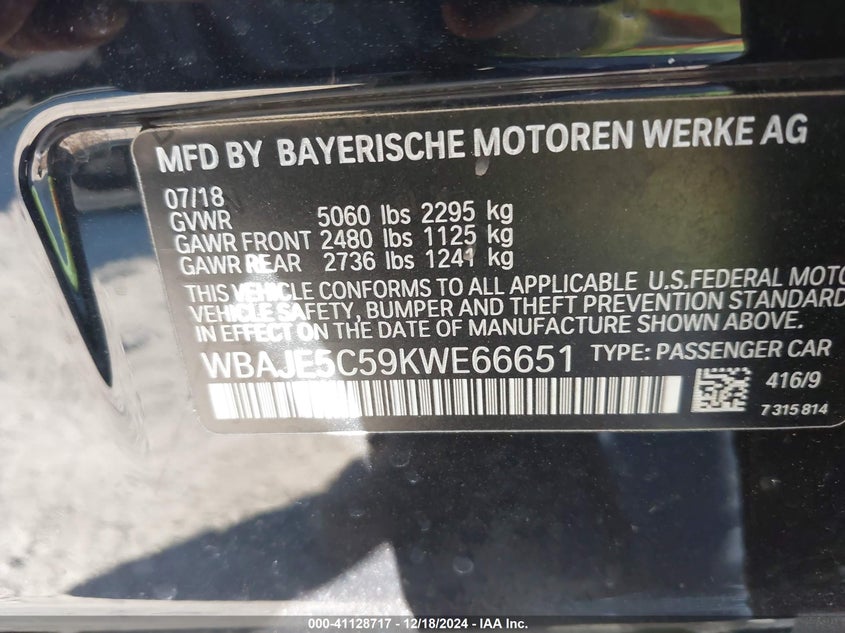 MFD BY BAYERISCHE MOTOREN WERKE AG
07/18
GVWR 5060 lbs 2295 kg
GAWR FRONT 2480 lbs 1125 kg
GAWR REAR 2736 lbs 1241 kg
THIS VEHICLE CONFORMS TO ALL APPLICABLE U.S.FEDERAL MOTO
VEHICLE SAFETY, BUMPER AND THEFT PREVENTION STANDARD
IN EFFECT ON THE DATE OF MANUFACTURE SHOWN ABOVE.
WBAJE5C59KWE66651 TYPE: PASSENGER CAR
416/9
7315814
000-41128717 - 12/18/2024 - IAA Inc.